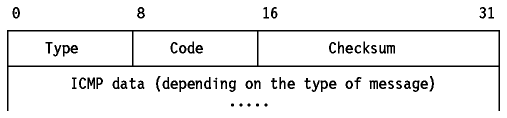 0 8 16 31
Type Code Checksum
ICMP data (depending on the type of message)
.....